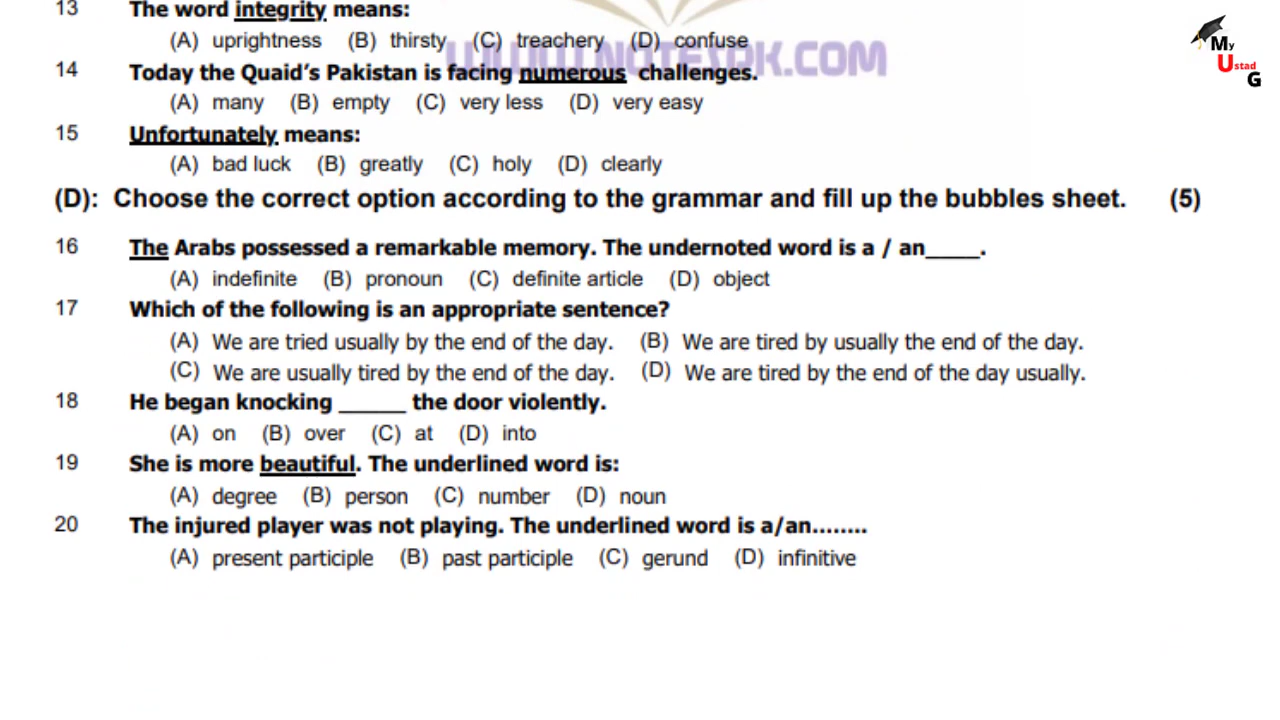 13 The word integrity means:
(A) uprightness (B) thirsty (C) treachery (D) confuse
WWW.NOTESPK.COM
14 Today the Quaid's Pakistan is facing numerous challenges.
(A) many (B) empty (C) very less (D) very easy
15 Unfortunately means:
(A) bad luck (B) greatly (C) holy (D) clearly
(D): Choose the correct option according to the grammar and fill up the bubbles sheet. (5)
16 The Arabs possessed a remarkable memory. The undernoted word is a / an_____.
(A) indefinite (B) pronoun (C) definite article (D) object
17 Which of the following is an appropriate sentence?
(A) We are tried usually by the end of the day. (B) We are tired by usually the end of the day.
(C) We are usually tired by the end of the day. (D) We are tired by the end of the day usually.
18 He began knocking ______ the door violently.
(A) on (B) over (C) at (D) into
19 She is more beautiful. The underlined word is:
(A) degree (B) person (C) number (D) noun
20 The injured player was not playing. The underlined word is a/an........
(A) present participle (B) past participle (C) gerund (D) infinitive
My
Ustad
G